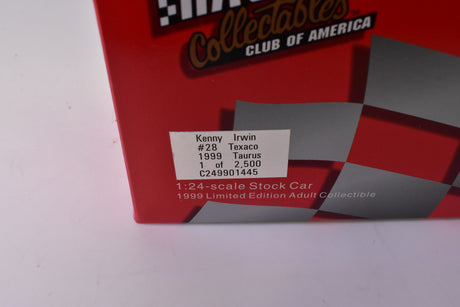 Collectables
CLUB OF AMERICA
Kenny Irwin
#28 Texaco
1999 Taurus
1 of 2,500
C249901445
1:24-scale Stock Car
1999 Limited Edition Adult Collectible